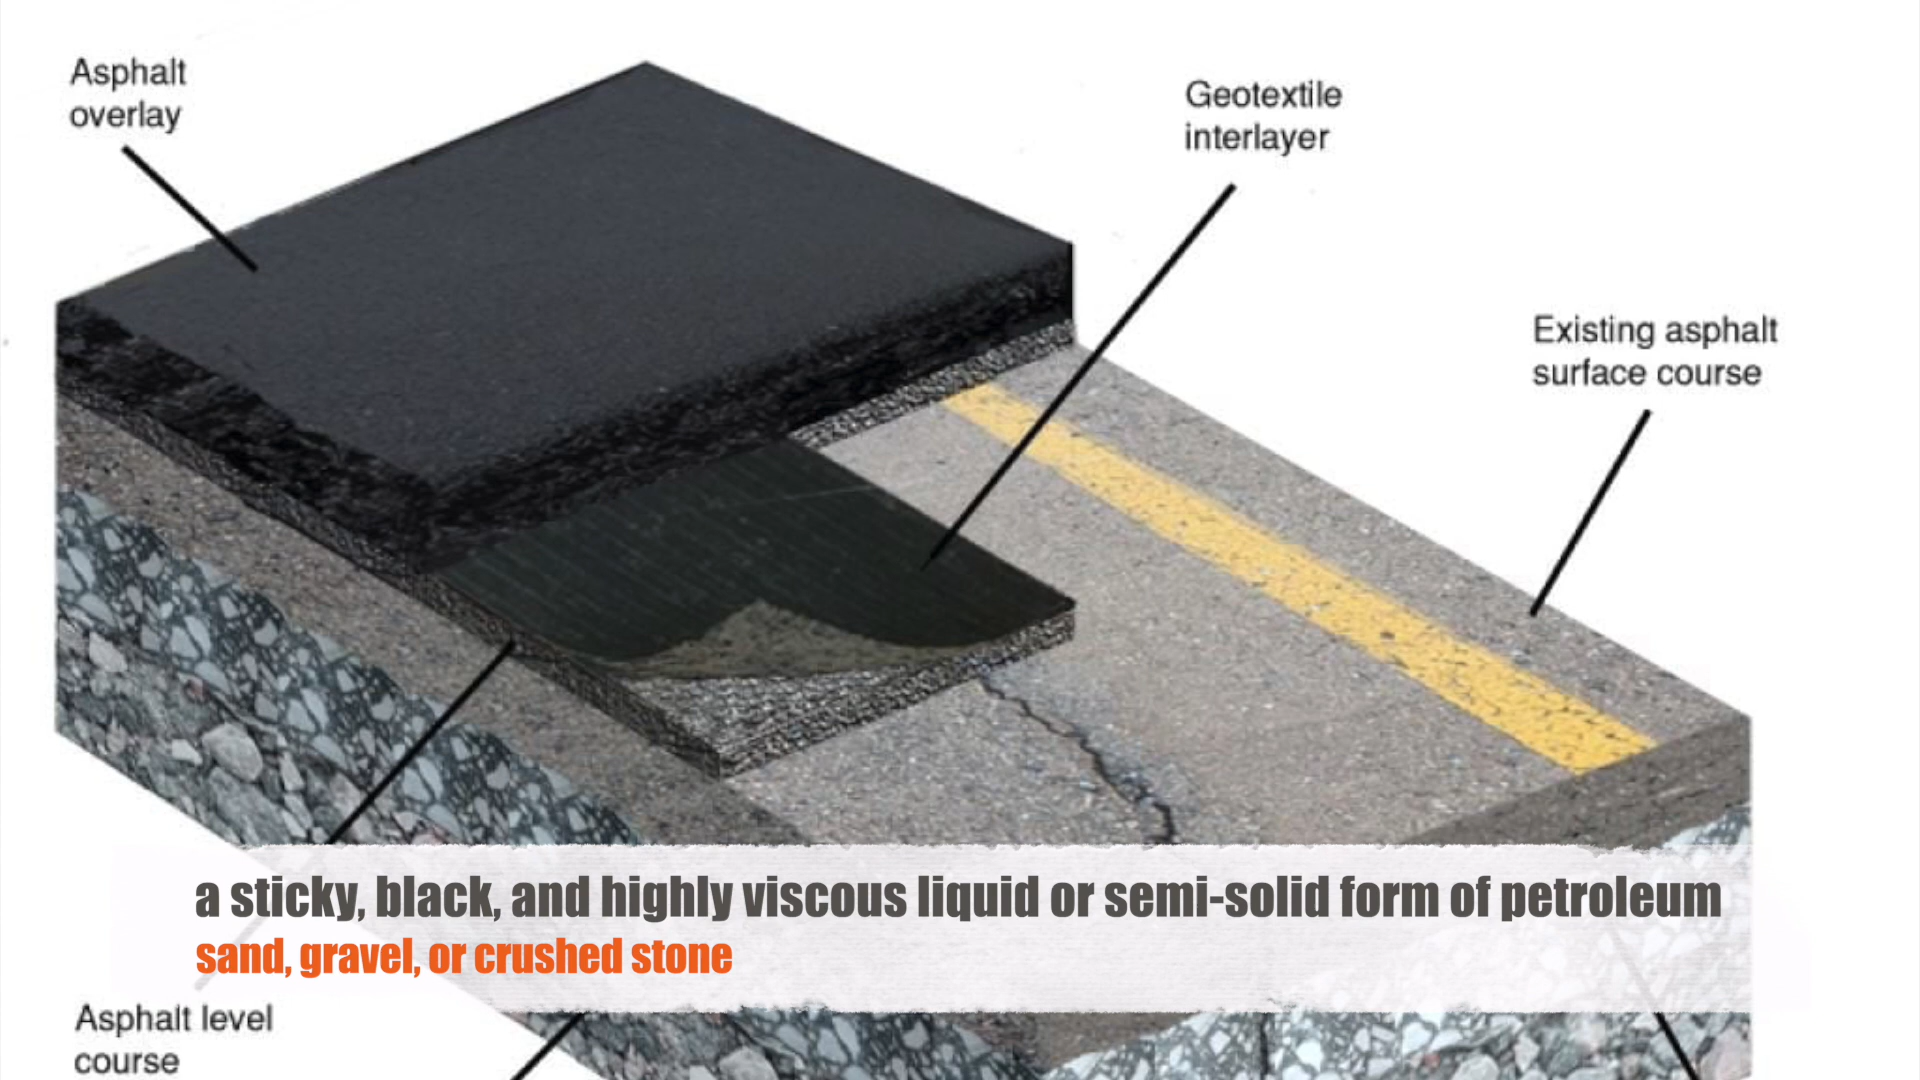 Asphalt
overlay
Geotextile
interlayer
Existing asphalt
surface course
a sticky, black, and highly viscous liquid or semi-solid form of petroleum
sand, gravel, or crushed stone
Asphalt level
course